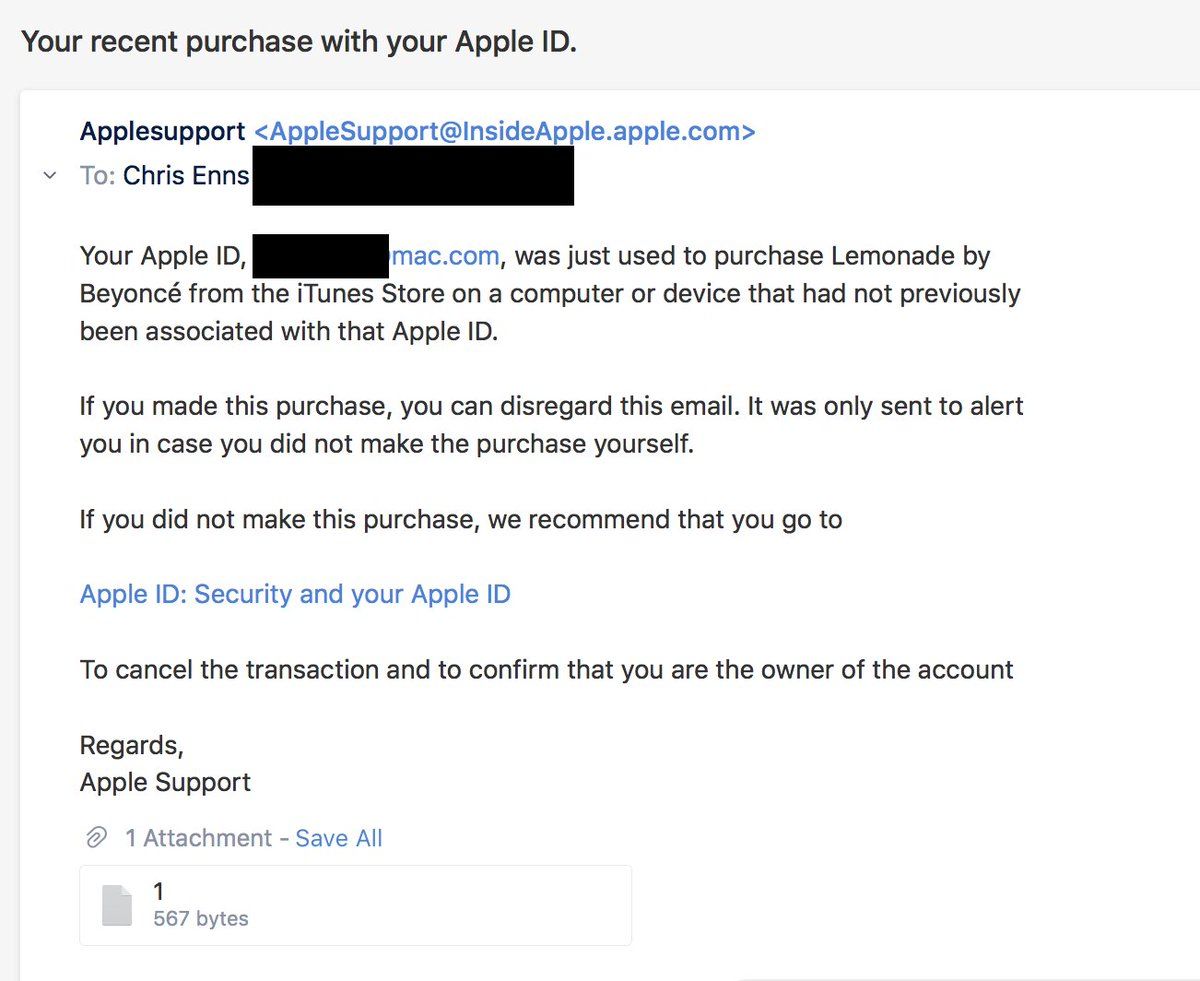 Your recent purchase with your Apple ID.
Applesupport <AppleSupport@InsideApple.apple.com>
To: Chris Enns
Your Apple ID, mac.com, was just used to purchase Lemonade by
Beyoncé from the iTunes Store on a computer or device that had not previously
been associated with that Apple ID.
If you made this purchase, you can disregard this email. It was only sent to alert
you in case you did not make the purchase yourself.
If you did not make this purchase, we recommend that you go to
Apple ID: Security and your Apple ID
To cancel the transaction and to confirm that you are the owner of the account
Regards,
Apple Support
1 Attachment - Save All
1
567 bytes